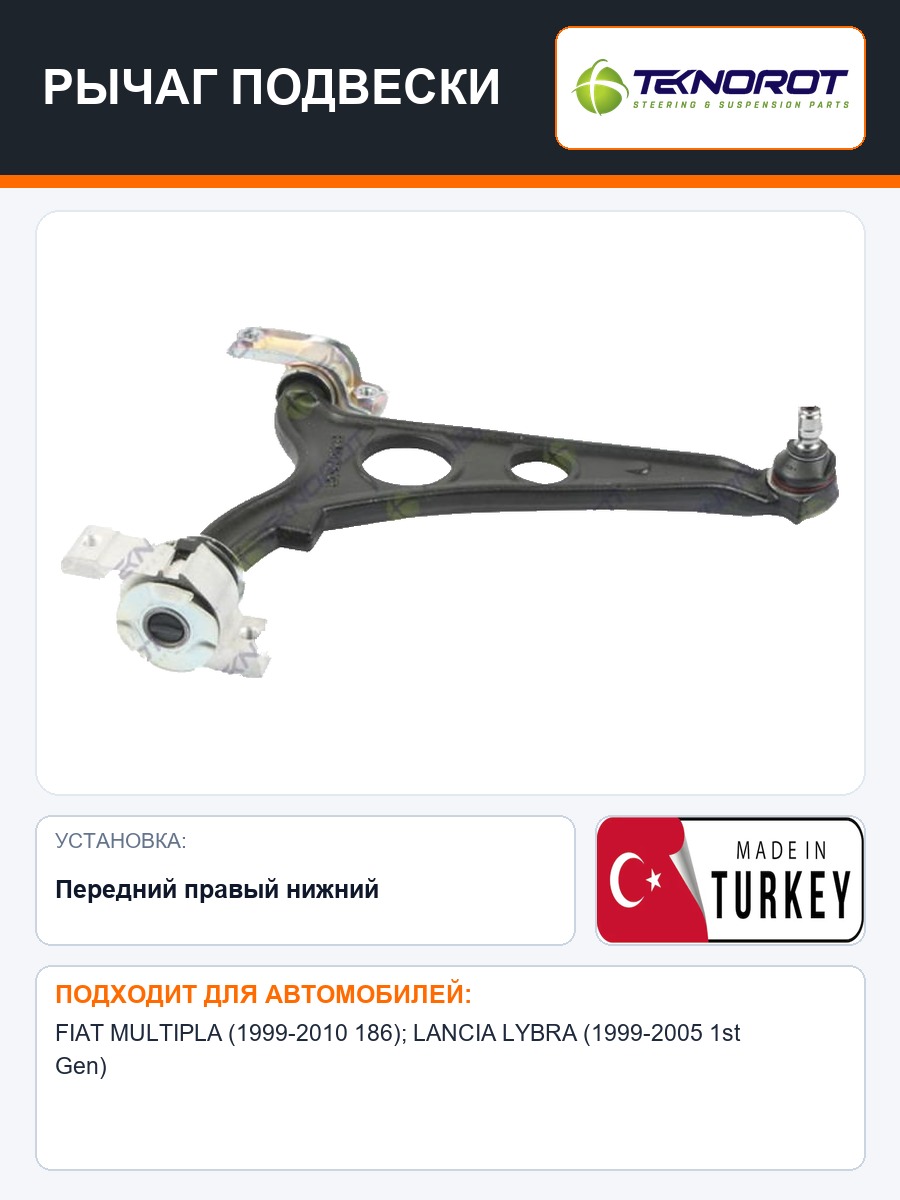 РЫЧАГ ПОДВЕСКИ
TEKNOROT
STEERING & SUSPENSION PARTS
УСТАНОВКА:
Передний правый нижний
MADE IN
TURKEY
ПОДХОДИТ ДЛЯ АВТОМОБИЛЕЙ:
FIAT MULTIPLA (1999-2010 186); LANCIA LYBRA (1999-2005 1st
Gen)